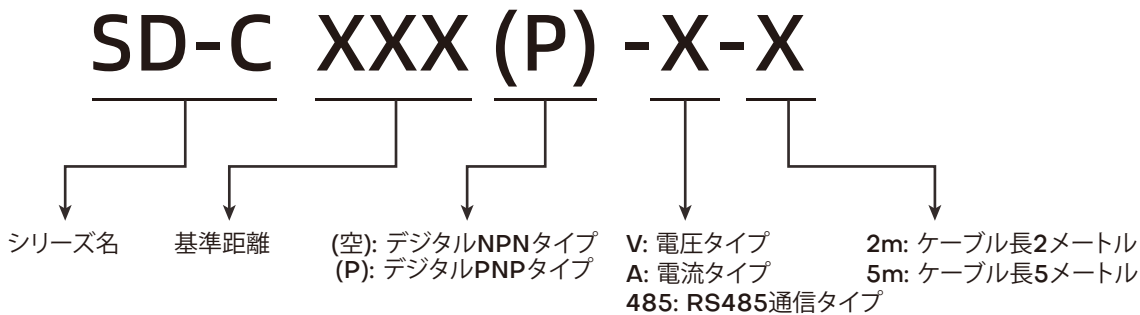 SD-C XXX (P) -X-X
シリーズ名
基準距離
(空): デジタルNPNタイプ
(P): デジタルPNPタイプ
V: 電圧タイプ
A: 電流タイプ
485: RS485通信タイプ
2m: ケーブル長2メートル
5m: ケーブル長5メートル